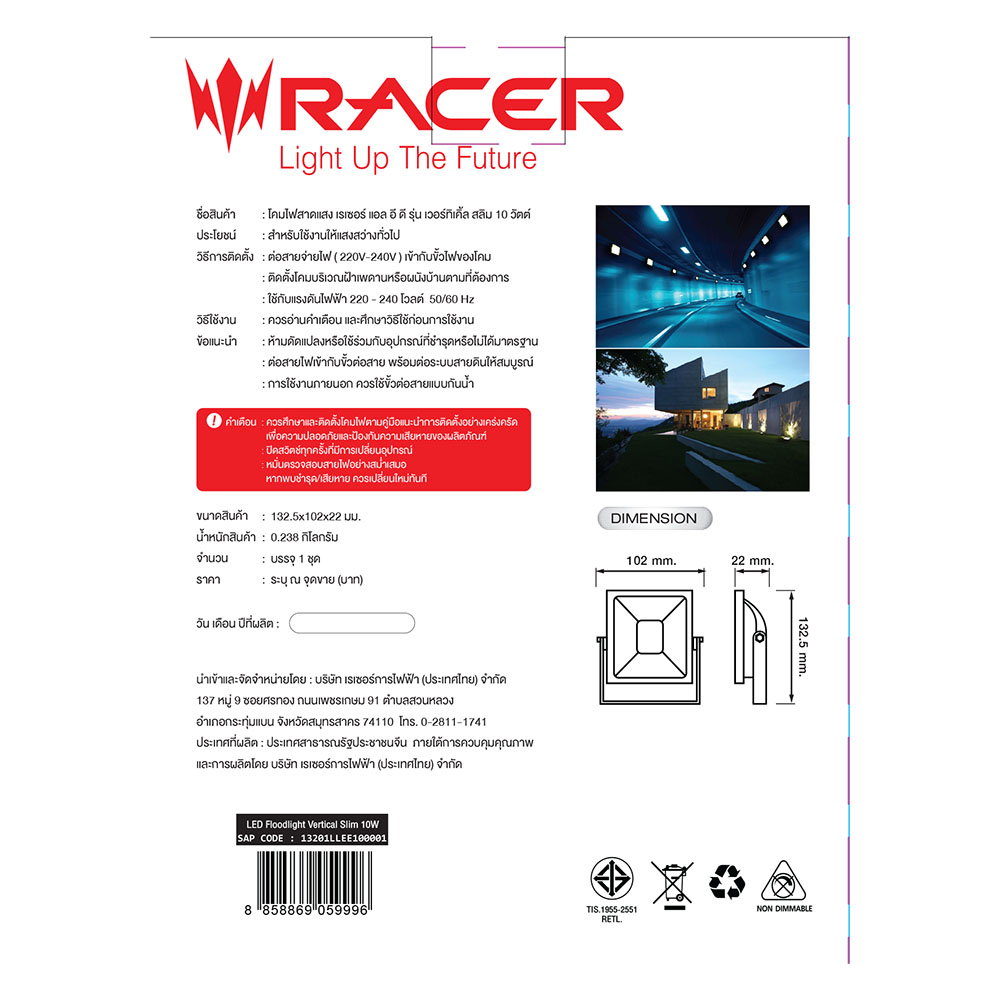 RACER
Light Up The Future
ชื่อสินค้า : โคมไฟสาดแสง เรเซอร์ แอล อี ดี รุ่น เวอร์ทิเคิ้ล สลิม 10 วัตต์
ประโยชน์ : สำหรับใช้งานให้แสงสว่างทั่วไป
วิธีการติดตั้ง : ต่อสายจ่ายไฟ ( 220V-240V ) เข้ากับขั้วไฟของโคม
: ติดตั้งโคมบริเวณฝ้าเพดานหรือผนังบ้านตามที่ต้องการ
: ใช้กับแรงดันไฟฟ้า 220 - 240 โวลต์ 50/60 Hz
วิธีใช้งาน : ควรอ่านคำเตือน และศึกษาวิธีใช้ก่อนการใช้งาน
ข้อแนะนำ : ห้ามดัดแปลงหรือใช้ร่วมกับอุปกรณ์ที่ชำรุดหรือไม่ได้มาตรฐาน
: ต่อสายไฟเข้ากับขั้วต่อสาย พร้อมต่อระบบสายดินให้สมบูรณ์
: การใช้งานภายนอก ควรใช้ขั้วต่อสายแบบกันน้ำ
! คำเตือน : ควรศึกษาและติดตั้งโคมไฟตามคู่มือแนะนำการติดตั้งอย่างเคร่งครัด
เพื่อความปลอดภัยและป้องกันความเสียหายของผลิตภัณฑ์
: ปิดสวิตช์ทุกครั้งที่มีการเปลี่ยนอุปกรณ์
: หมั่นตรวจสอบสายไฟอย่างสม่ำเสมอ
หากพบชำรุด/เสียหาย ควรเปลี่ยนใหม่ทันที
ขนาดสินค้า : 132.5x102x22 มม.
น้ำหนักสินค้า : 0.238 กิโลกรัม
จำนวน : บรรจุ 1 ชุด
ราคา : ระบุ ณ จุดขาย (บาท)
วัน เดือน ปีที่ผลิต :
นำเข้าและจัดจำหน่ายโดย : บริษัท เรเซอร์การไฟฟ้า (ประเทศไทย) จำกัด
137 หมู่ 9 ซอยศรทอง ถนนเพชรเกษม 91 ตำบลสวนหลวง
อำเภอกระทุ่มแบน จังหวัดสมุทรสาคร 74110 โทร. 0-2811-1741
ประเทศที่ผลิต : ประเทศสาธารณรัฐประชาชนจีน ภายใต้การควบคุมคุณภาพ
และการผลิตโดย บริษัท เรเซอร์การไฟฟ้า (ประเทศไทย) จำกัด
LED Floodlight Vertical Slim 10W
SAP CODE : 13201LLEE100001
8 858869 059996
DIMENSION
102 mm.
22 mm.
132.5 mm.
TIS.1955-2551
RETL.
NON DIMMABLE